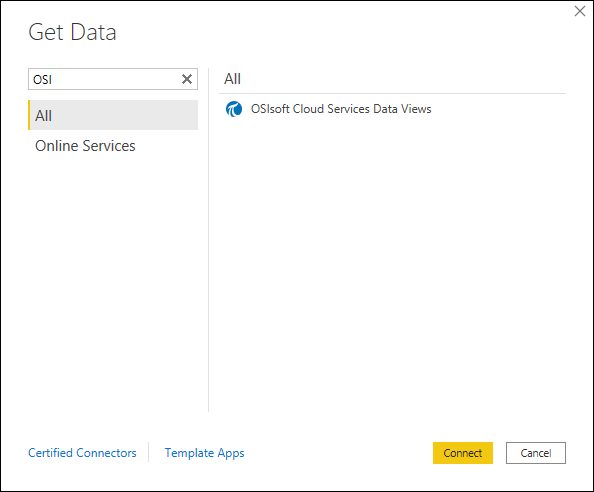 Get Data
OSI
All
Online Services
All
OSIsoft Cloud Services Data Views
Certified Connectors
Template Apps
Connect
Cancel